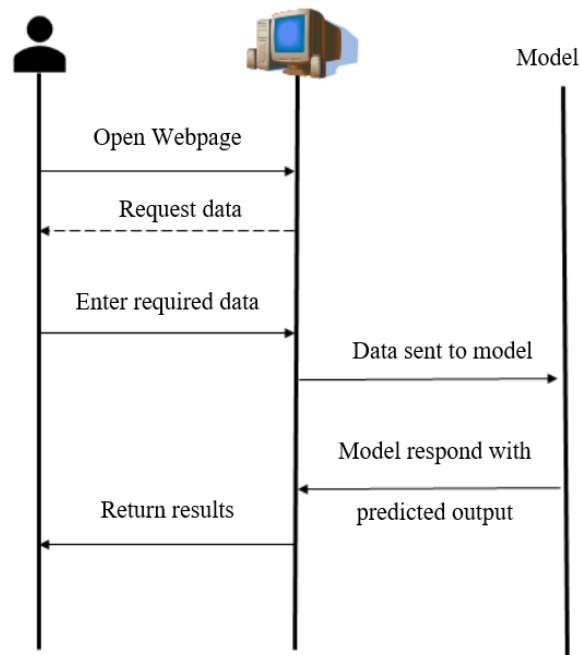 Model
Open Webpage
Request data
Enter required data
Data sent to model
Model respond with
predicted output
Return results